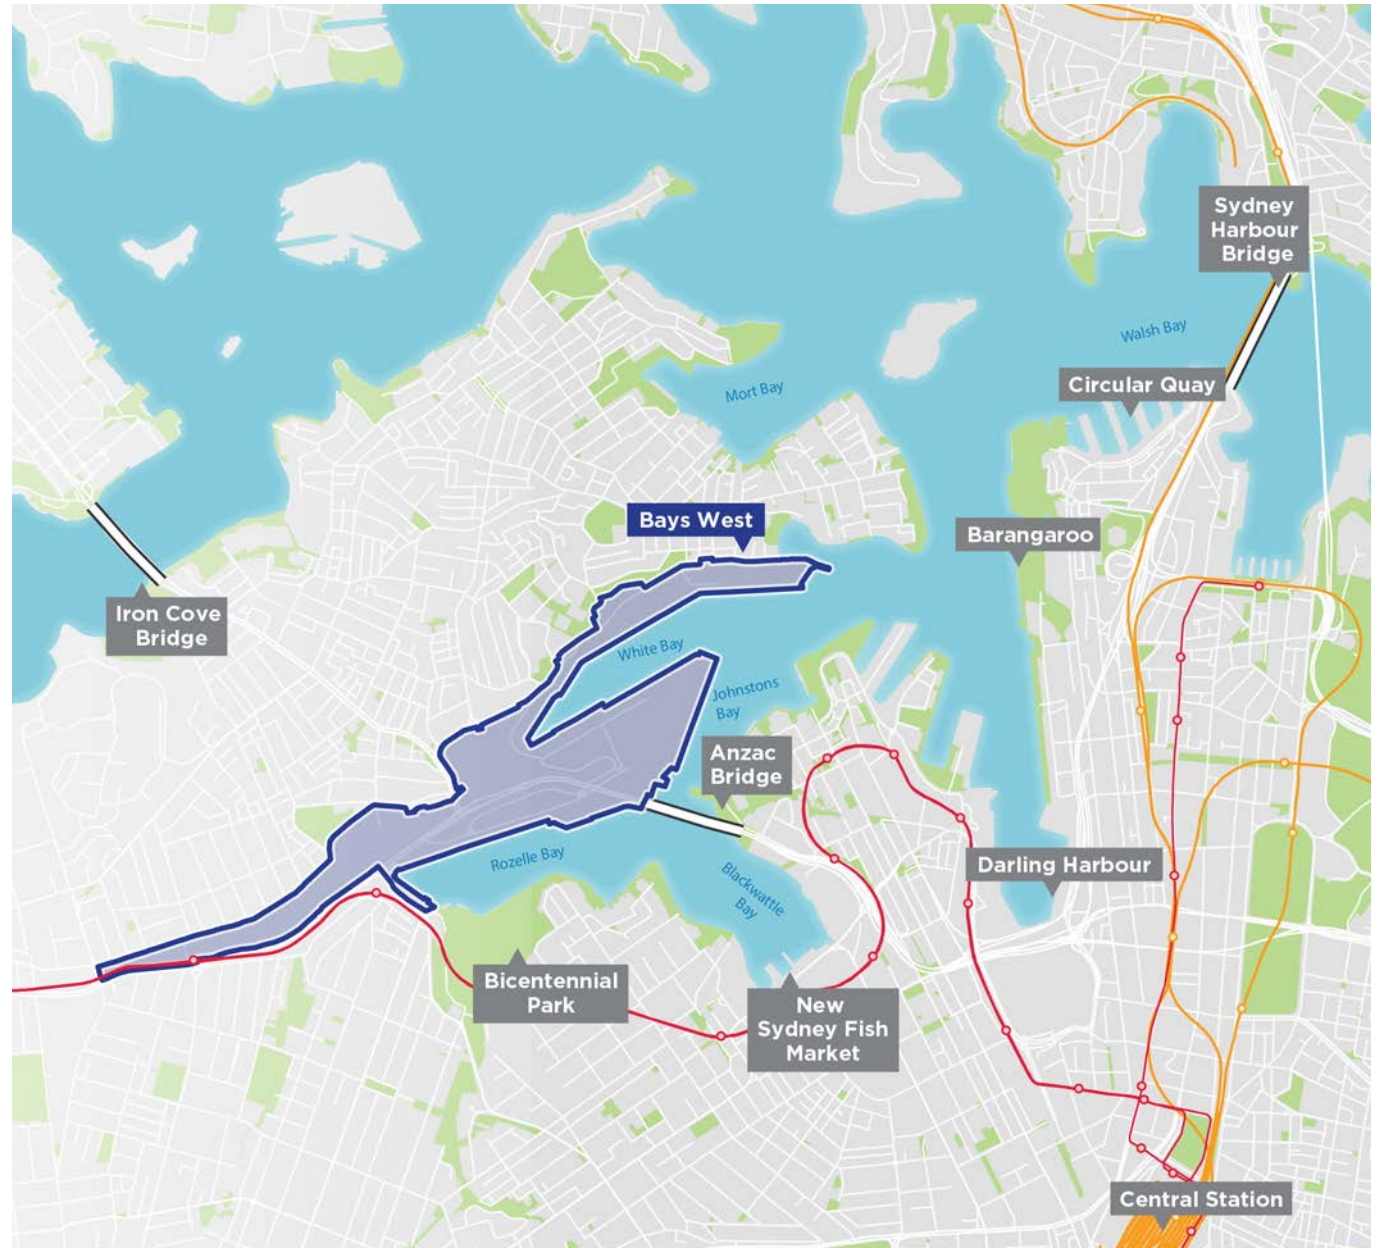 Sydney
Harbour
Bridge
Walsh Bay
Circular Quay
Mort Bay
Bays West
Barangaroo
Iron Cove
Bridge
White Bay
Johnstons
Bay
Anzac
Bridge
Rozelle Bay
Blackwattle
Bay
Darling Harbour
Bicentennial
Park
New
Sydney Fish
Market
Central Station